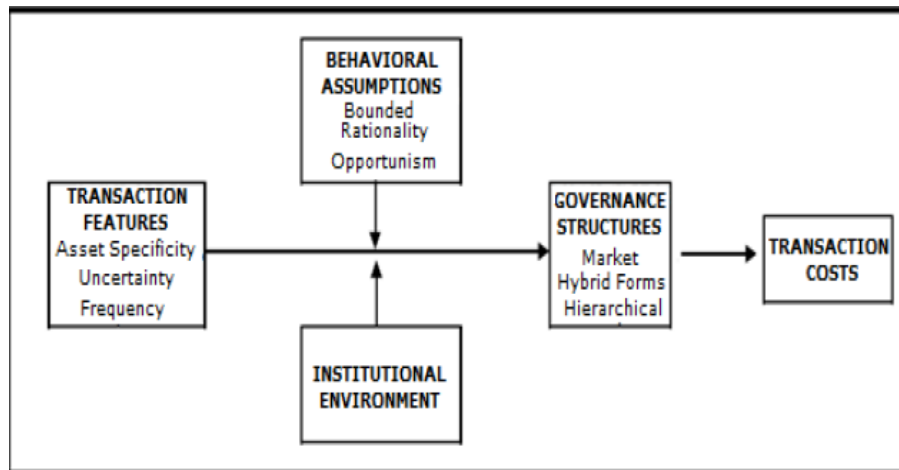 BEHAVIORAL
ASSUMPTIONS
Bounded
Rationality
Opportunism
TRANSACTION
FEATURES
Asset Specificity
Uncertainty
Frequency
GOVERNANCE
STRUCTURES
Market
Hybrid Forms
Hierarchical
TRANSACTION
COSTS
INSTITUTIONAL
ENVIRONMENT